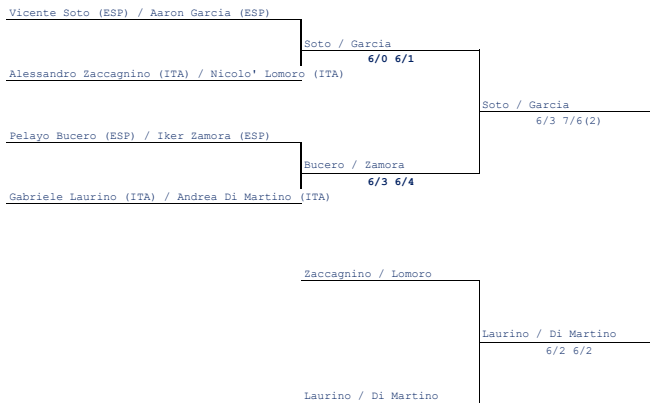 Vicente Soto (ESP) / Aaron Garcia (ESP)
Soto / Garcia
6/0 6/1
Alessandro Zaccagnino (ITA) / Nicolo' Lomoro (ITA)
Soto / Garcia
6/3 7/6(2)
Pelayo Bucero (ESP) / Iker Zamora (ESP)
Bucero / Zamora
6/3 6/4
Gabriele Laurino (ITA) / Andrea Di Martino (ITA)
Zaccagnino / Lomoro
Laurino / Di Martino
6/2 6/2
Laurino / Di Martino